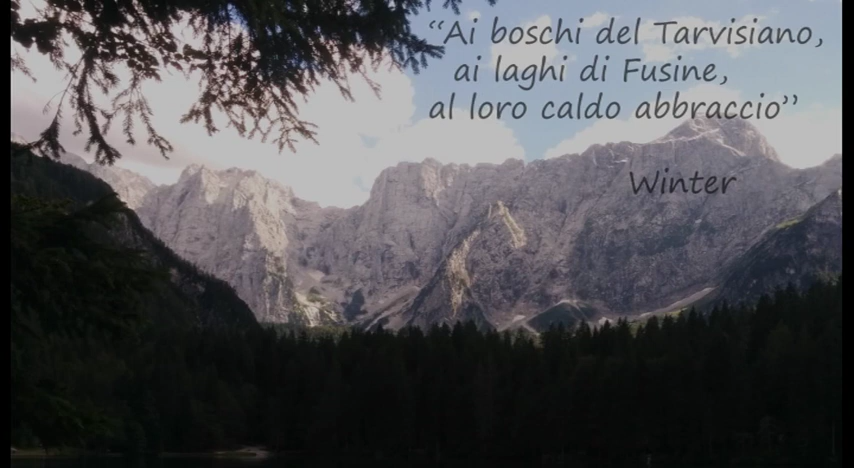 “Ai boschi del Tarvisiano,
ai laghi di Fusine,
al loro caldo abbraccio”
Winter